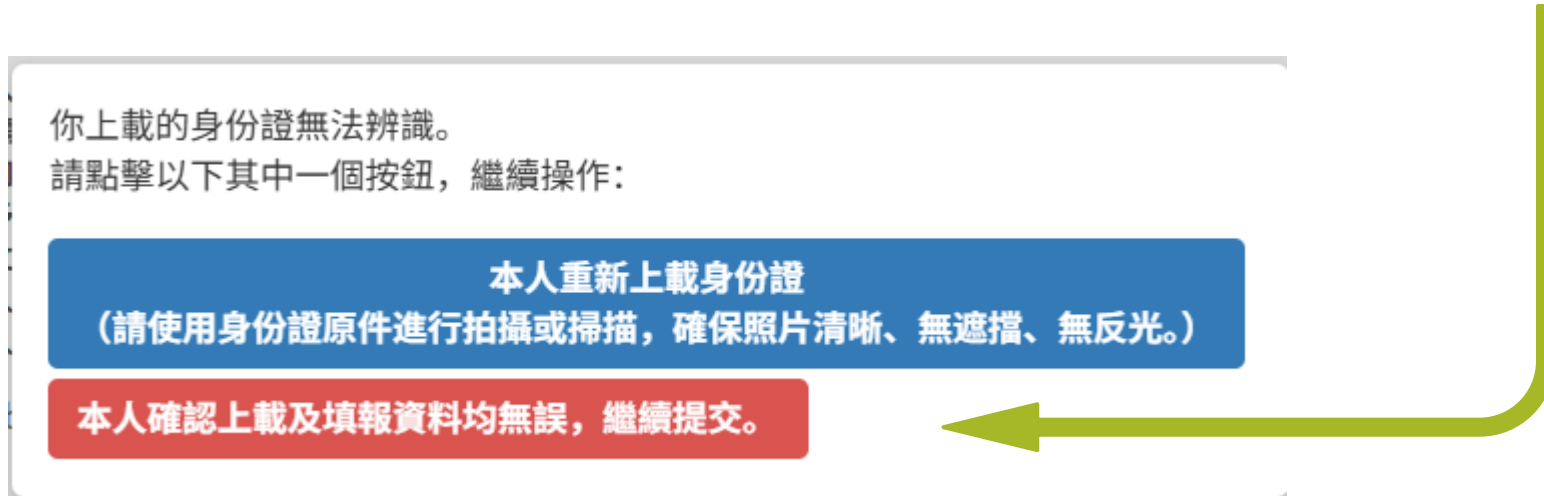 你上載的身份證無法辨識。
請點擊以下其中一個按鈕，繼續操作：
本人重新上載身份證
（請使用身份證原件進行拍攝或掃描，確保照片清晰、無遮擋、無反光。）
本人確認上載及填報資料均無誤，繼續提交。